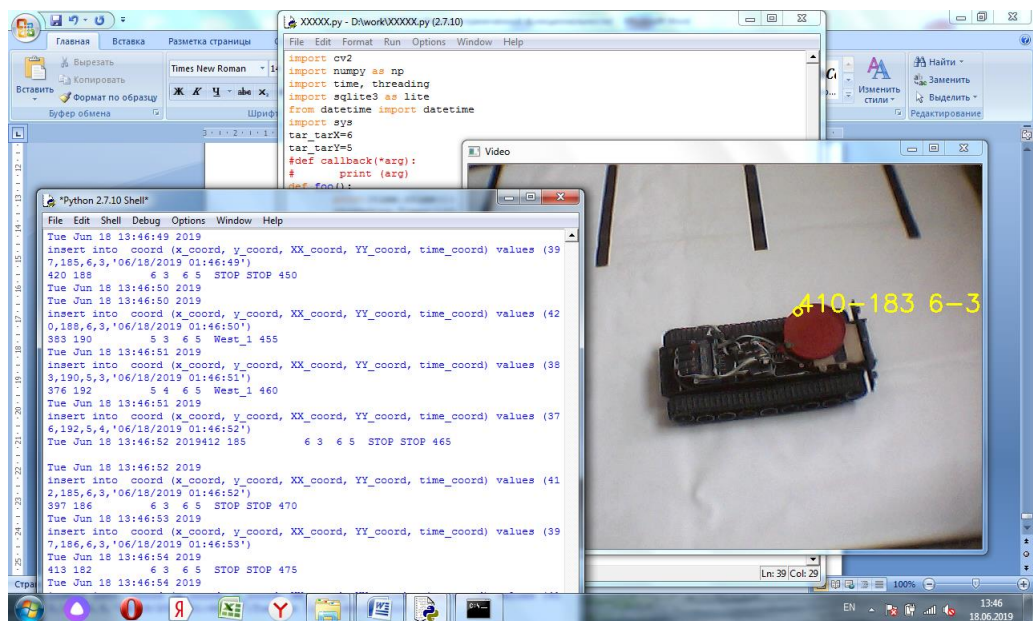 Главная Вставка Разметка страницы
Вырезать
Копировать
Вставить
Формат по образцу
Буфер обмена
Times New Roman
Ж К Ч abc x,
Шрифт
XXXXX.py - D:\work\XXXXX.py (2.7.10)
File Edit Format Run Options Window Help
import cv2
import numpy as np
import time, threading
import sqlite3 as lite
from datetime import datetime
import sys
tar_tarX=6
tar_tarY=5
#def callback(*arg):
# print (arg)
def foo():
Ln: 39 Col: 29
Изменить
стили
Найти
Заменить
Выделить
Редактирование
Video
410-183 6-3
*Python 2.7.10 Shell*
File Edit Shell Debug Options Window Help
Tue Jun 18 13:46:49 2019
insert into coord (x_coord, y_coord, XX_coord, YY_coord, time_coord) values (39
7,185,6,3,'06/18/2019 01:46:49')
420 188 6 3 6 5 STOP STOP 450
Tue Jun 18 13:46:50 2019
Tue Jun 18 13:46:50 2019
insert into coord (x_coord, y_coord, XX_coord, YY_coord, time_coord) values (42
0,188,6,3,'06/18/2019 01:46:50')
383 190 5 3 6 5 West_1 455
Tue Jun 18 13:46:51 2019
insert into coord (x_coord, y_coord, XX_coord, YY_coord, time_coord) values (38
3,190,5,3,'06/18/2019 01:46:51')
376 192 5 4 6 5 West_1 460
Tue Jun 18 13:46:51 2019
insert into coord (x_coord, y_coord, XX_coord, YY_coord, time_coord) values (37
6,192,5,4,'06/18/2019 01:46:52')
Tue Jun 18 13:46:52 2019412 185 6 3 6 5 STOP STOP 465
Tue Jun 18 13:46:52 2019
insert into coord (x_coord, y_coord, XX_coord, YY_coord, time_coord) values (41
2,185,6,3,'06/18/2019 01:46:52')
397 186 6 3 6 5 STOP STOP 470
Tue Jun 18 13:46:53 2019
insert into coord (x_coord, y_coord, XX_coord, YY_coord, time_coord) values (39
7,186,6,3,'06/18/2019 01:46:53')
Tue Jun 18 13:46:54 2019
413 182 6 3 6 5 STOP STOP 475
Tue Jun 18 13:46:54 2019
100%
EN
13:46
18.06.2019